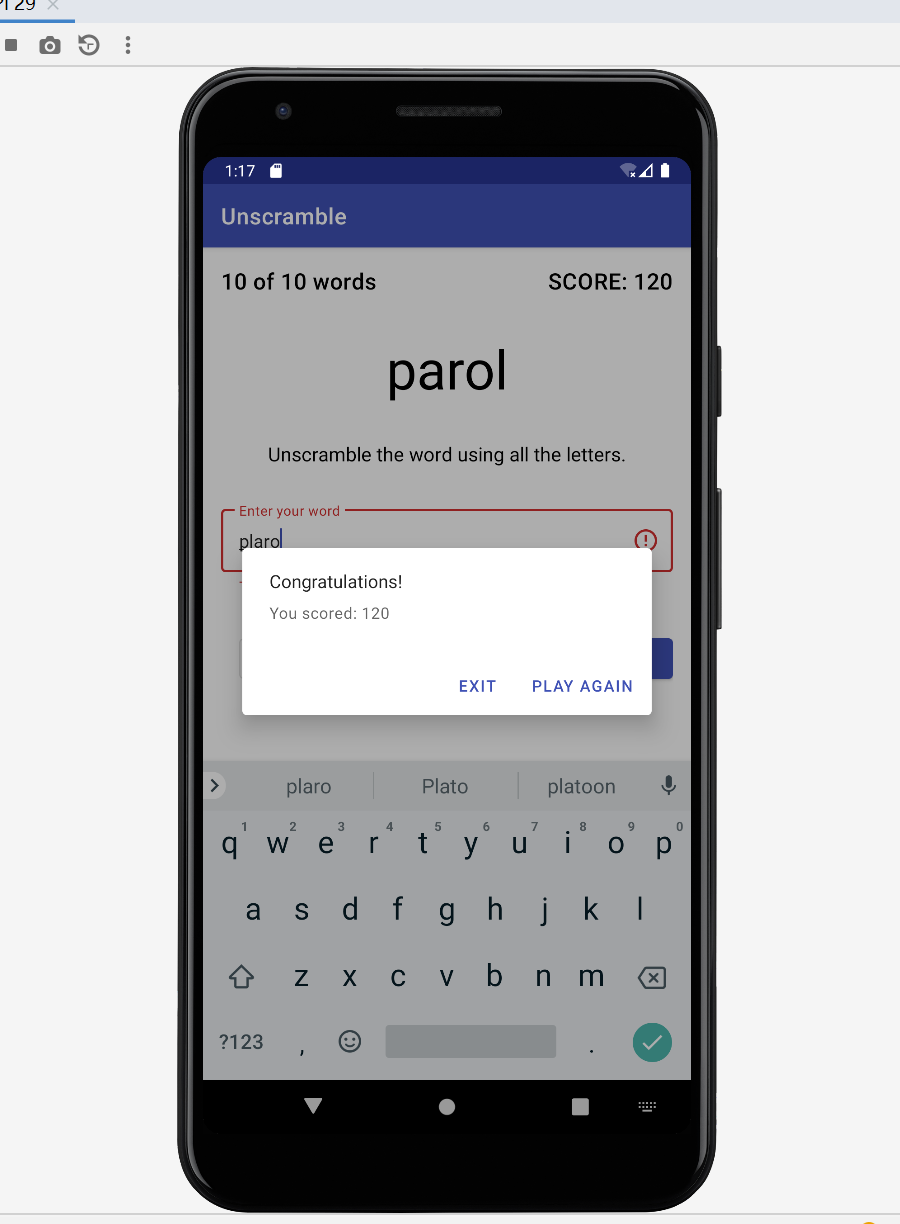 29
1:17
Unscramble
10 of 10 words SCORE: 120
parol
Unscramble the word using all the letters.
Enter your word
plaro
Congratulations!
You scored: 120
EXIT PLAY AGAIN
plaro Plato platoon
1 2 3 4 5 6 7 8 9 0
q w e r t y u i o p
a s d f g h j k l
z x c v b n m
?123 , .